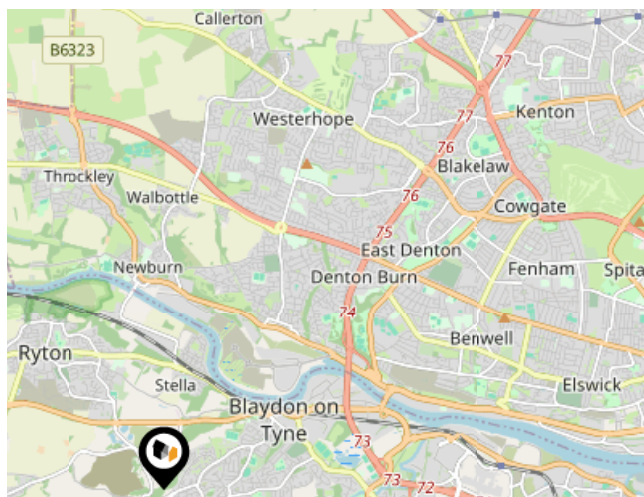 Callerton
B6323
77
Kenton
77
Westerhope
76
Blakelaw
Throckley
Walbottle
76
Cowgate
75
East Denton
Newburn
Denton Burn
Fenham
Spita
74
Benwell
Ryton
Stella
Elswick
Blaydon on
Tyne
73
73
72